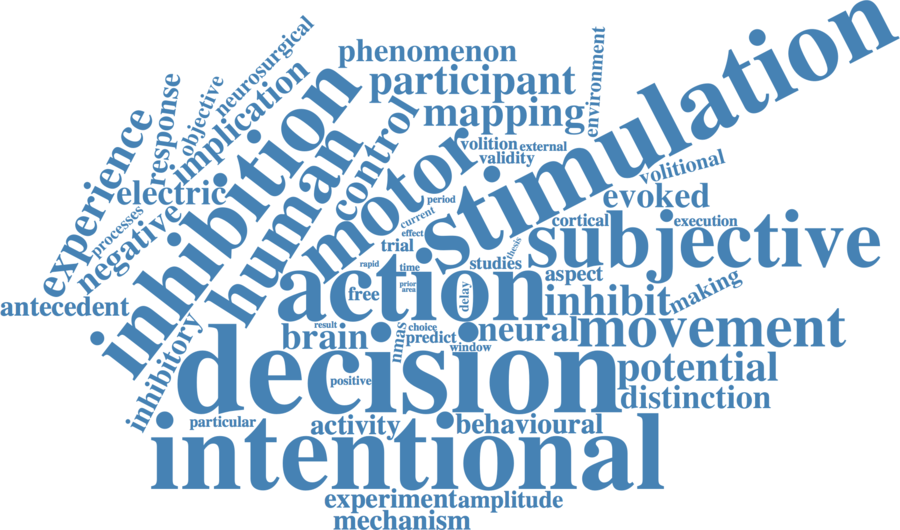 phenomenon
participant
mapping
environment
stimulation
neurosurgical
objective
response
implication
experience
inhibition
control
human
motor
volition
external
validity
volitional
electric
processes
negative
evoked
period
current
effect
cortical
execution
thesis
subjective
trial
studies
aspect
rapid
time
action
free
prior
area
delay
inhibit
making
antecedent
inhibitory
brain
result
nmas
choice
predict
window
neural
movement
decision
positive
potential
distinction
particular
activity
behavioural
intentional
experiment
amplitude
mechanism